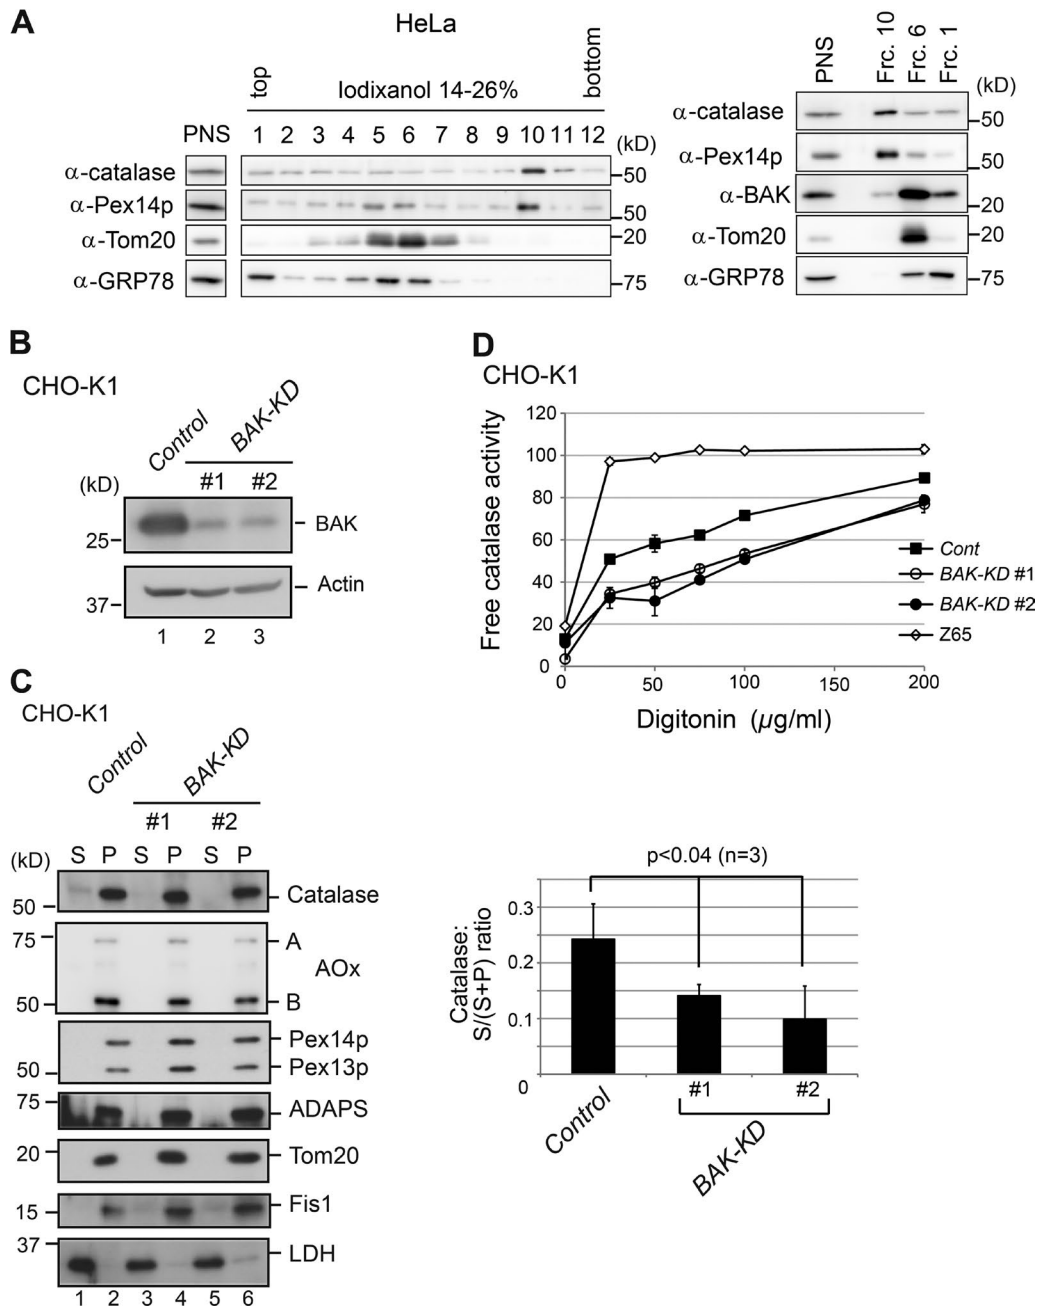 A
HeLa
top
Iodixanol 14-26%
bottom
PNS 1 2 3 4 5 6 7 8 9 10 11 12 (kD)
α-catalase
50
α-Pex14p
50
α-Tom20
20
α-GRP78
75
PNS Frc. 10 Frc. 6 Frc. 1
(kD)
α-catalase
50
α-Pex14p
50
α-BAK
20
α-Tom20
20
α-GRP78
75
B
CHO-K1
Control BAK-KD
(kD) #1 #2
BAK
25
Actin
37
1 2 3
C
CHO-K1
Control BAK-KD
#1 #2
(kD) S P S P S P
Catalase
50
75
A
AOx
50
B
Pex14p
Pex13p
50
75
ADAPS
20
Tom20
Fis1
15
37
LDH
1 2 3 4 5 6
D
CHO-K1
Free catalase activity
120
100
80
60
40
20
0
0 50 100 150 200
Digitonin (µg/ml)
Cont
BAK-KD #1
BAK-KD #2
Z65
p<0.04 (n=3)
Catalase:
S/(S+P) ratio
0.3
0.2
0.1
0
Control
#1 #2
BAK-KD